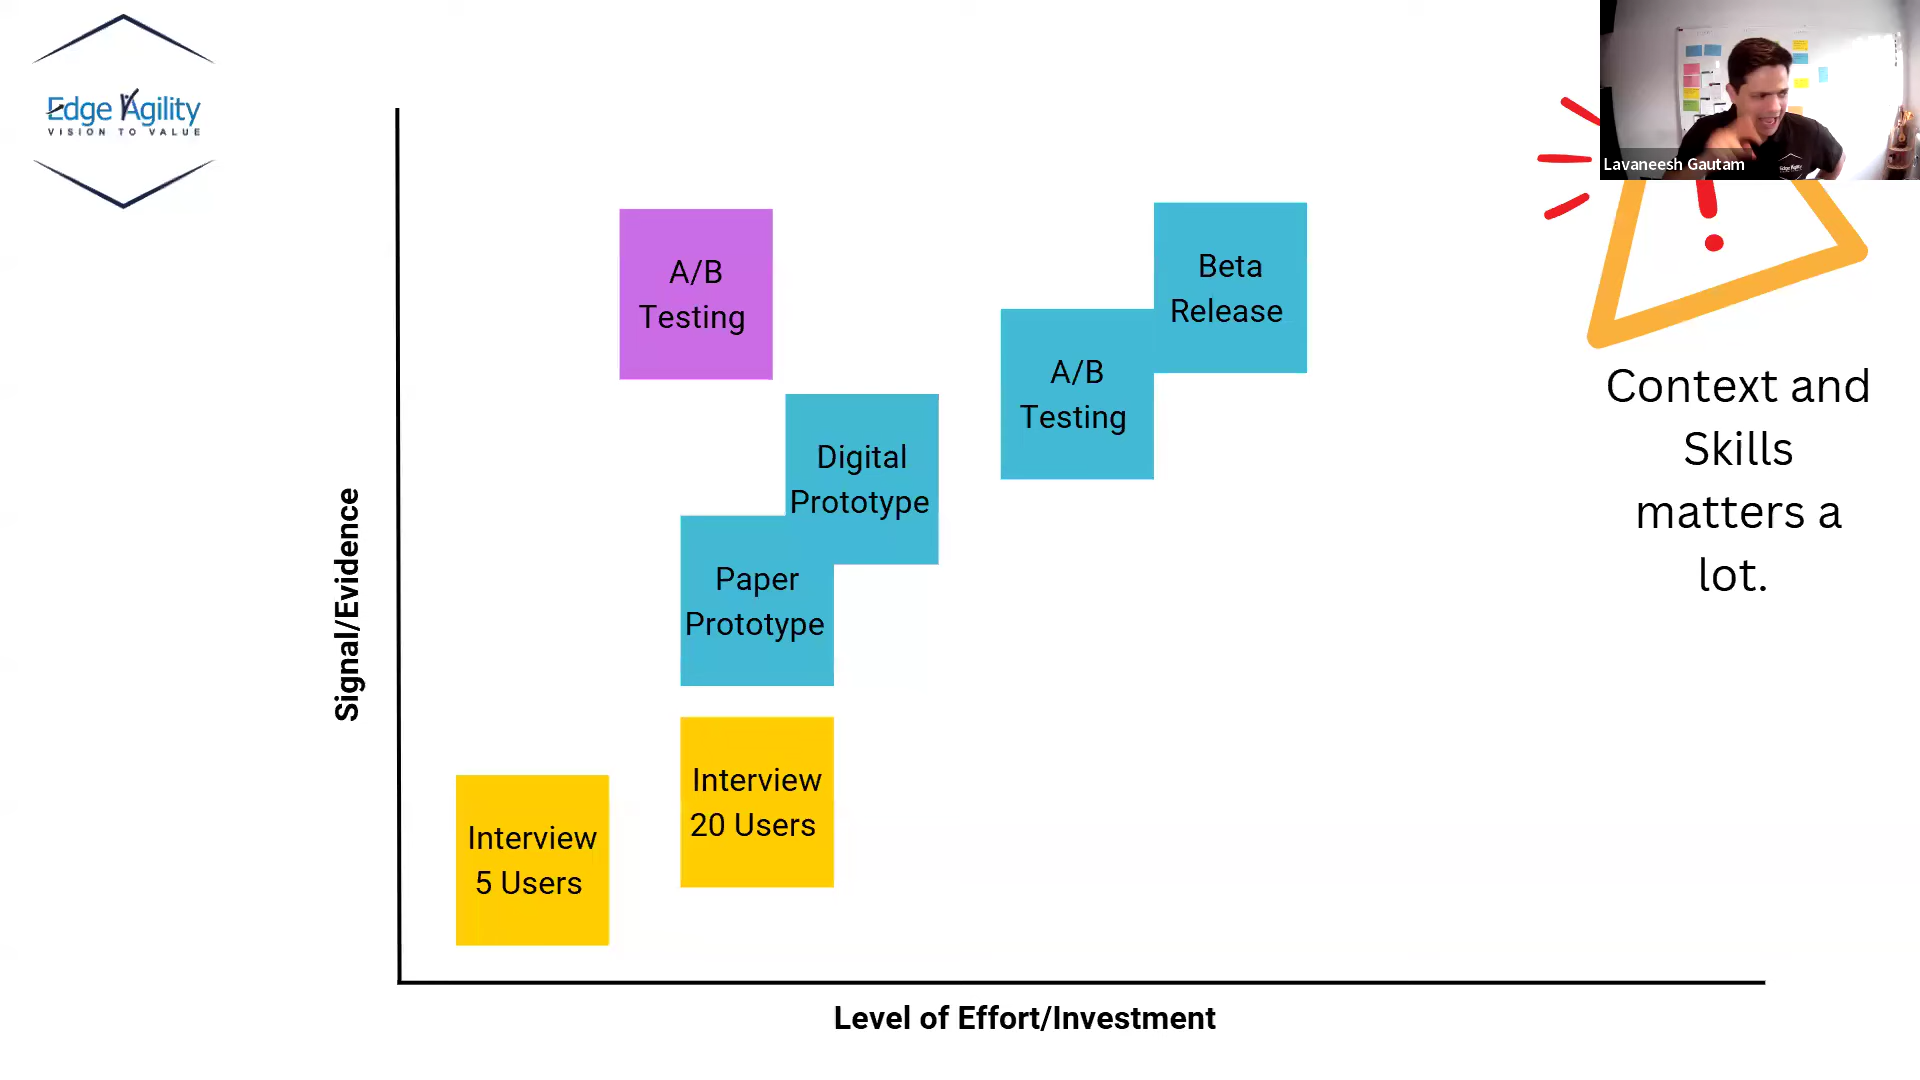 Edge Agility
VISION TO VALUE
Lavaneesh Gautam
A/B
Testing
Beta
Release
A/B
Testing
Digital
Prototype
Paper
Prototype
Interview
20 Users
Interview
5 Users
Signal/Evidence
Level of Effort/Investment
!
Context and
Skills
matters a
lot.